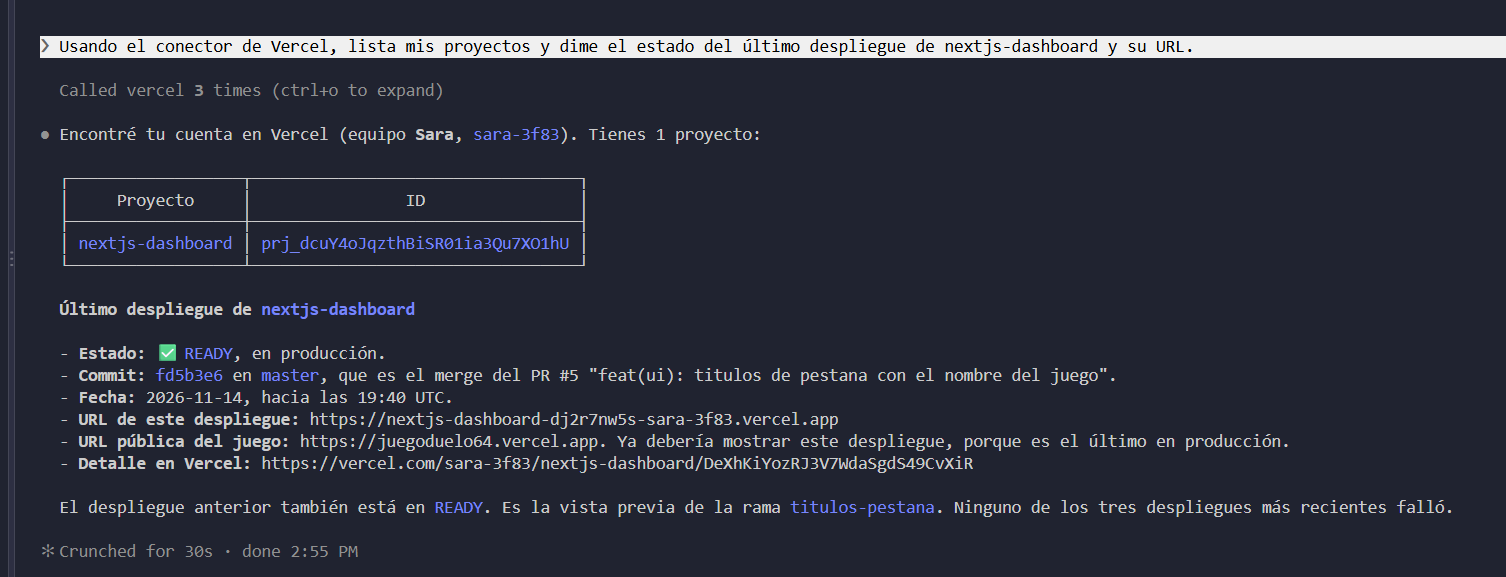 ❯ Usando el conector de Vercel, lista mis proyectos y dime el estado del último despliegue de nextjs-dashboard y su URL.
Called vercel 3 times (ctrl+o to expand)
● Encontré tu cuenta en Vercel (equipo Sara, sara-3f83). Tienes 1 proyecto:
Proyecto ID
nextjs-dashboard prj_dcuY4oJqzthBiSR01ia3Qu7XO1hU
Último despliegue de nextjs-dashboard
- Estado: ✅ READY, en producción.
- Commit: fd5b3e6 en master, que es el merge del PR #5 "feat(ui): titulos de pestana con el nombre del juego".
- Fecha: 2026-11-14, hacia las 19:40 UTC.
- URL de este despliegue: https://nextjs-dashboard-dj2r7nw5s-sara-3f83.vercel.app
- URL pública del juego: https://juegoduelo64.vercel.app. Ya debería mostrar este despliegue, porque es el último en producción.
- Detalle en Vercel: https://vercel.com/sara-3f83/nextjs-dashboard/DeXhKiYozRJ3V7WdaSgdS49CvXiR
El despliegue anterior también está en READY. Es la vista previa de la rama titulos-pestana. Ninguno de los tres despliegues más recientes falló.
✻ Crunched for 30s · done 2:55 PM